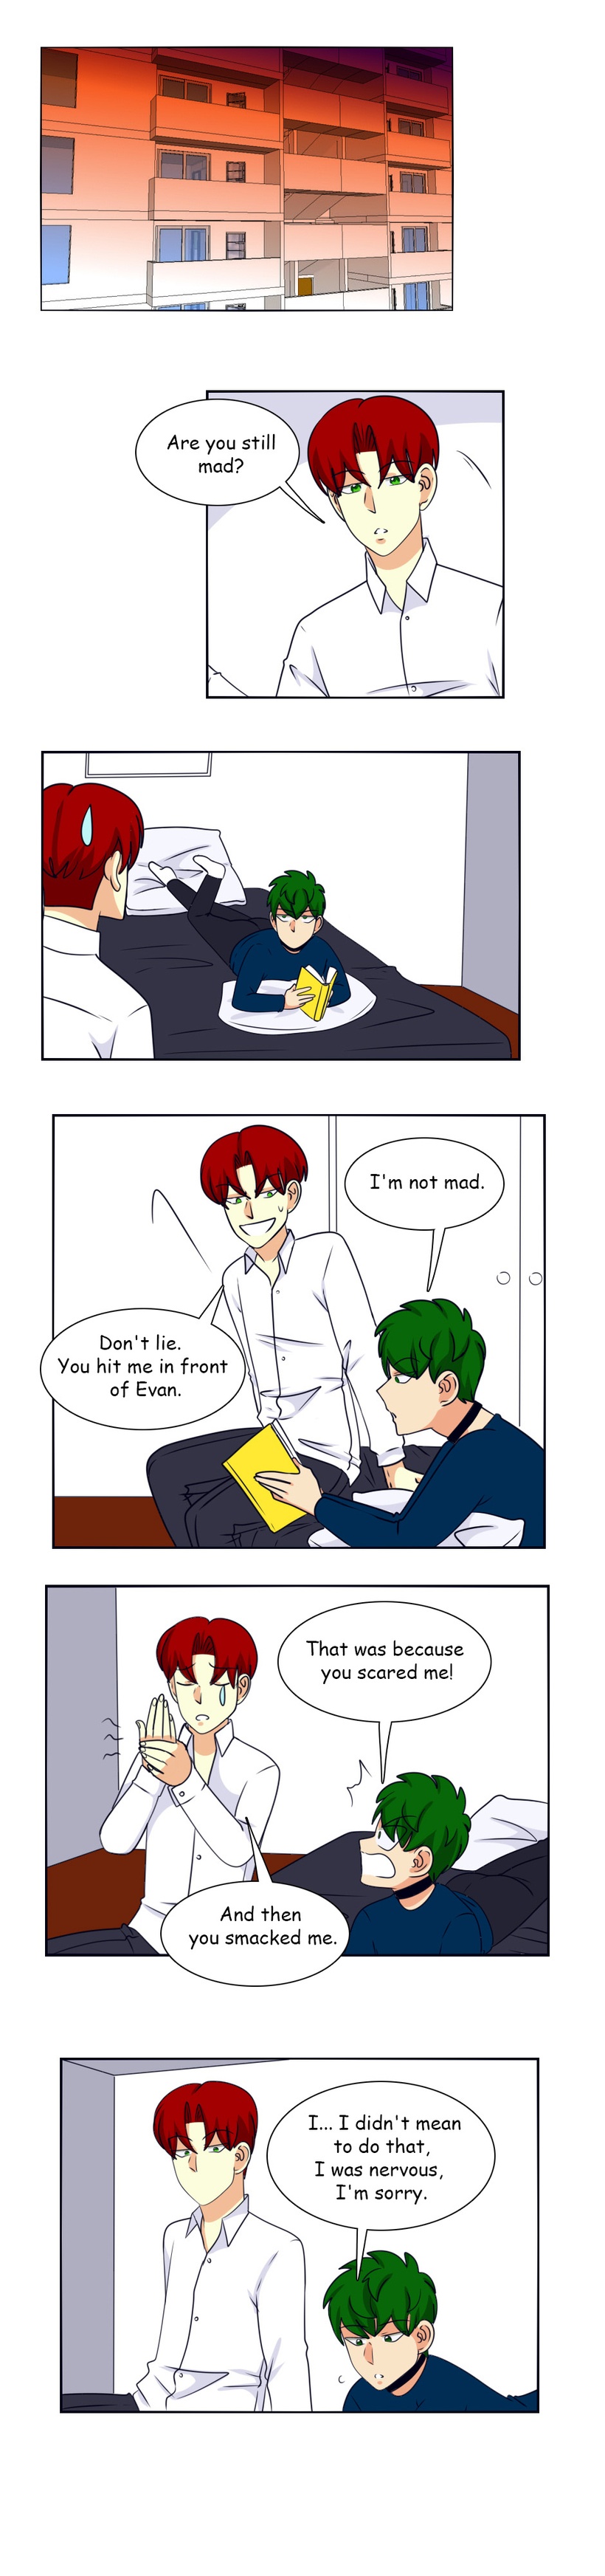 Are you still
mad?
I'm not mad.
Don't lie.
You hit me in front
of Evan.
That was because
you scared me!
And then
you smacked me.
I... I didn't mean
to do that,
I was nervous,
I'm sorry.